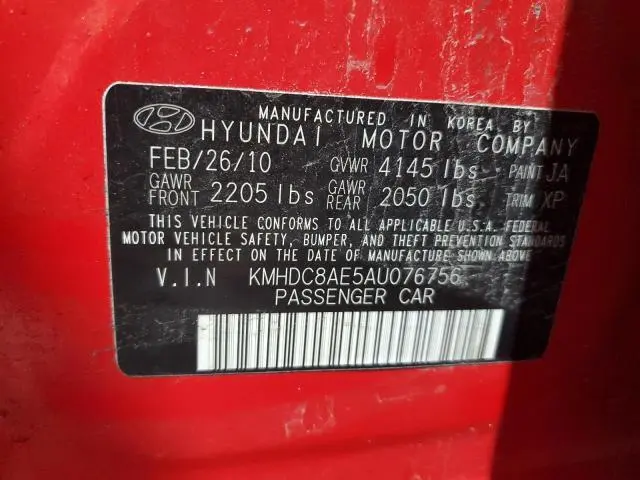 MANUFACTURED IN KOREA BY
HYUNDAI MOTOR COMPANY
FEB/26/10 GVWR 4145 lbs PAINT JA
GAWR FRONT 2205 lbs GAWR REAR 2050 lbs TRIM XP
THIS VEHICLE CONFORMS TO ALL APPLICABLE U.S.A. FEDERAL
MOTOR VEHICLE SAFETY, BUMPER, AND THEFT PREVENTION STANDARDS
IN EFFECT ON THE DATE OF MANUFACTURE SHOWN ABOVE
V.I.N KMHDC8AE5AU076756
PASSENGER CAR